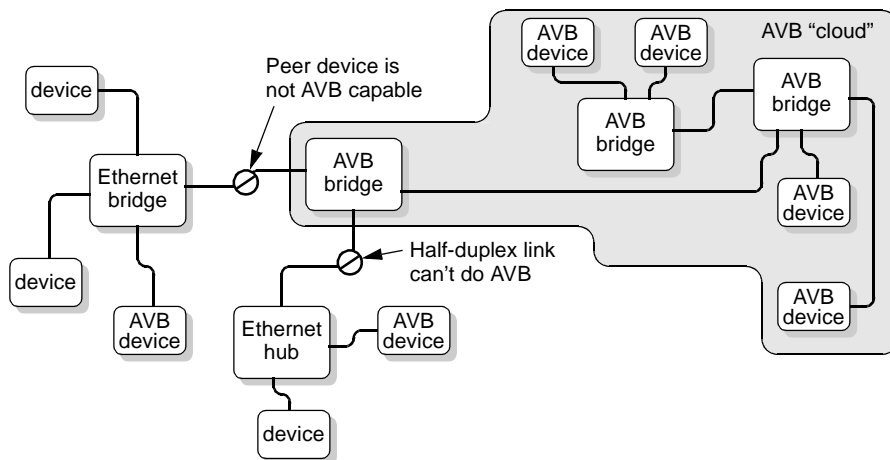 AVB
device
AVB
device
AVB “cloud”
Peer device is
not AVB capable
device
AVB
bridge
AVB
bridge
AVB
bridge
Ethernet
bridge
AVB
device
Half-duplex link
can’t do AVB
device
AVB
device
AVB
device
Ethernet
hub
AVB
device
device